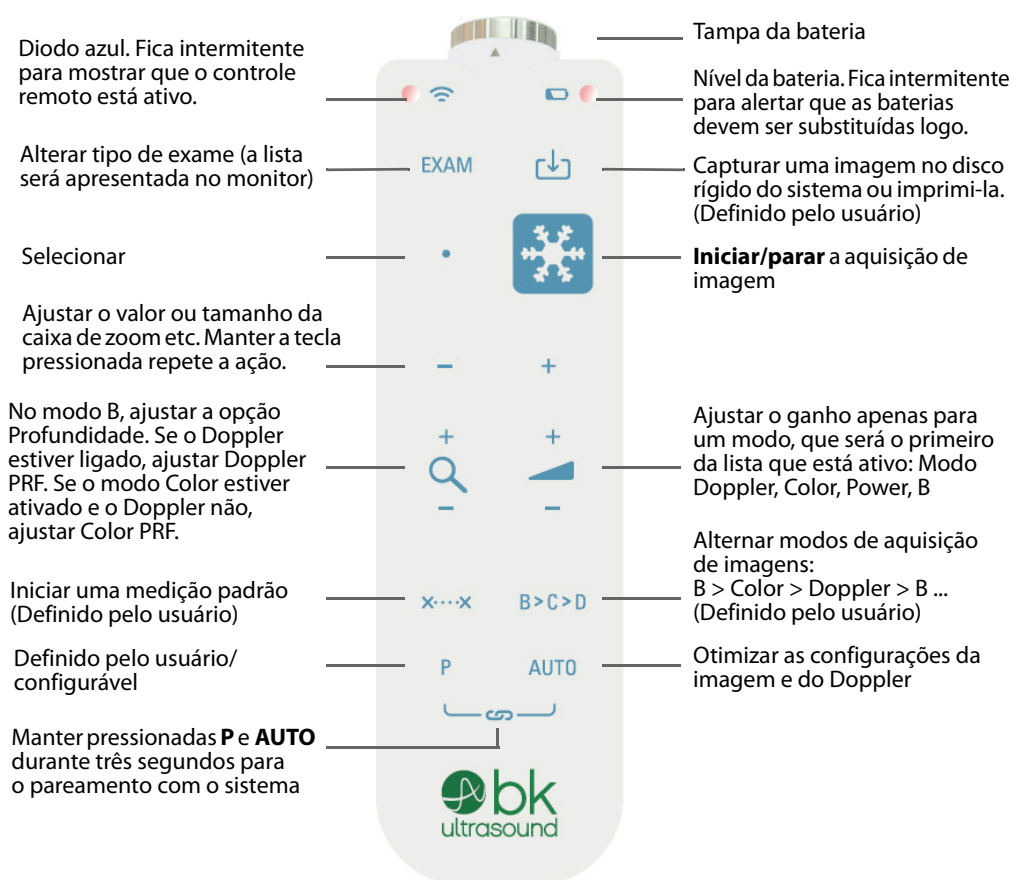 Diodo azul. Fica intermitente
para mostrar que o controle
remoto está ativo.
Tampa da bateria
Nível da bateria. Fica intermitente
para alertar que as baterias
devem ser substituídas logo.
Alterar tipo de exame (a lista
será apresentada no monitor)
EXAM
Capturar uma imagem no disco
rígido do sistema ou imprimi-la.
(Definido pelo usuário)
Selecionar
Iniciar/parar a aquisição de
imagem
Ajustar o valor ou tamanho da
caixa de zoom etc. Manter a tecla
pressionada repete a ação.
– +
No modo B, ajustar a opção
Profundidade. Se o Doppler
estiver ligado, ajustar Doppler
PRF. Se o modo Color estiver
ativado e o Doppler não,
ajustar Color PRF.
+ +
– –
Ajustar o ganho apenas para
um modo, que será o primeiro
da lista que está ativo: Modo
Doppler, Color, Power, B
Iniciar uma medição padrão
(Definido pelo usuário)
x····x B>C>D
Alternar modos de aquisição
de imagens:
B > Color > Doppler > B ...
(Definido pelo usuário)
Definido pelo usuário/
configurável
P AUTO
Otimizar as configurações da
imagem e do Doppler
Manter pressionadas P e AUTO
durante três segundos para
o pareamento com o sistema
bk
ultrasound